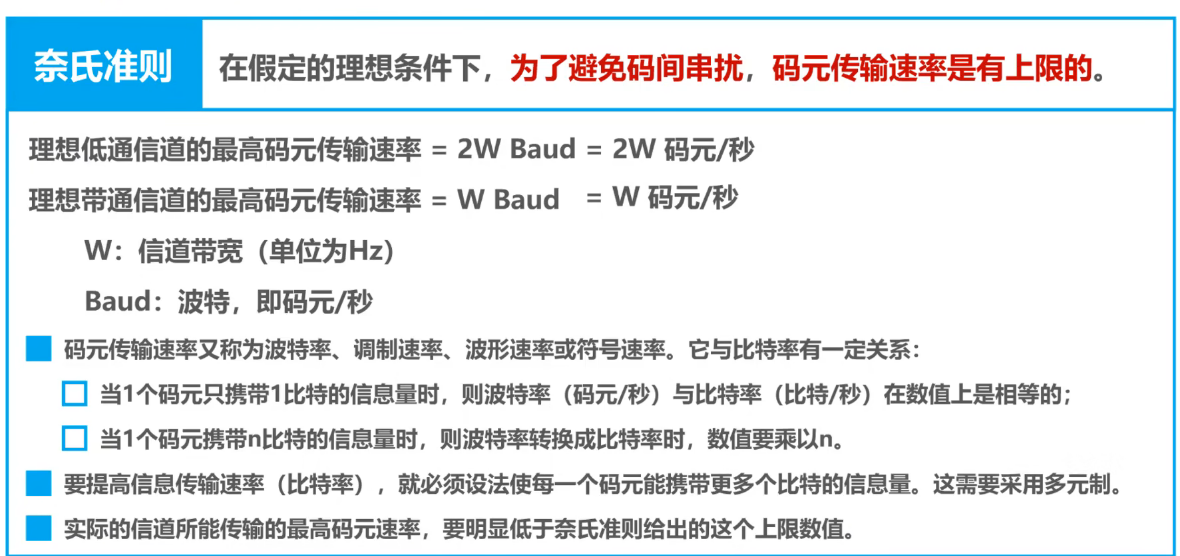 奈氏准则
在假定的理想条件下，为了避免码间串扰，码元传输速率是有上限的。
理想低通信道的最高码元传输速率 = 2W Baud = 2W 码元/秒
理想带通信道的最高码元传输速率 = W Baud = W 码元/秒
W：信道带宽（单位为Hz）
Baud：波特，即码元/秒
码元传输速率又称为波特率、调制速率、波形速率或符号速率。它与比特率有一定关系：
当1个码元只携带1比特的信息量时，则波特率（码元/秒）与比特率（比特/秒）在数值上是相等的；
当1个码元携带n比特的信息量时，则波特率转换成比特率时，数值要乘以n。
要提高信息传输速率（比特率），就必须设法使每一个码元能携带更多个比特的信息量。这需要采用多元制。
实际的信道所能传输的最高码元速率，要明显低于奈氏准则给出的这个上限数值。